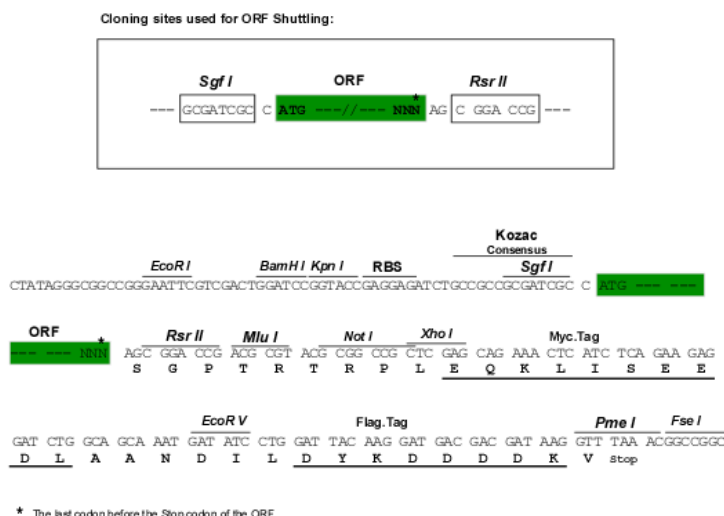 Cloning sites used for ORF Shuttling:
Sgf I ORF Rsr II
--- GCGATCGC C ATG ---//--- NNN* AG C GGA CCG ---
Kozac
Consensus
EcoR I BamH I Kpn I RBS Sgf I
CTATAGGGCGGCCGGGAATTCGTCGACTGGATCCGGTACCGAGGAGATCTGCCGCCGCGATCGC C ATG --- ---
ORF Rsr II Mlu I Not I Xho I Myc.Tag
--- --- NNN* AGC GGA CCG ACG CGT ACG CGG CCG CTC GAG CAG AAA CTC ATC TCA GAA GAG
S G P T R T R P L E Q K L I S E E
EcoR V Flag.Tag Pme I Fse I
GAT CTG GCA GCA AAT GAT ATC CTG GAT TAC AAG GAT GAC GAC GAT AAG GTT TAA ACGGCCGGC
D L A A N D I L D Y K D D D D K V Stop
* The last codon before the Stop codon of the ORF